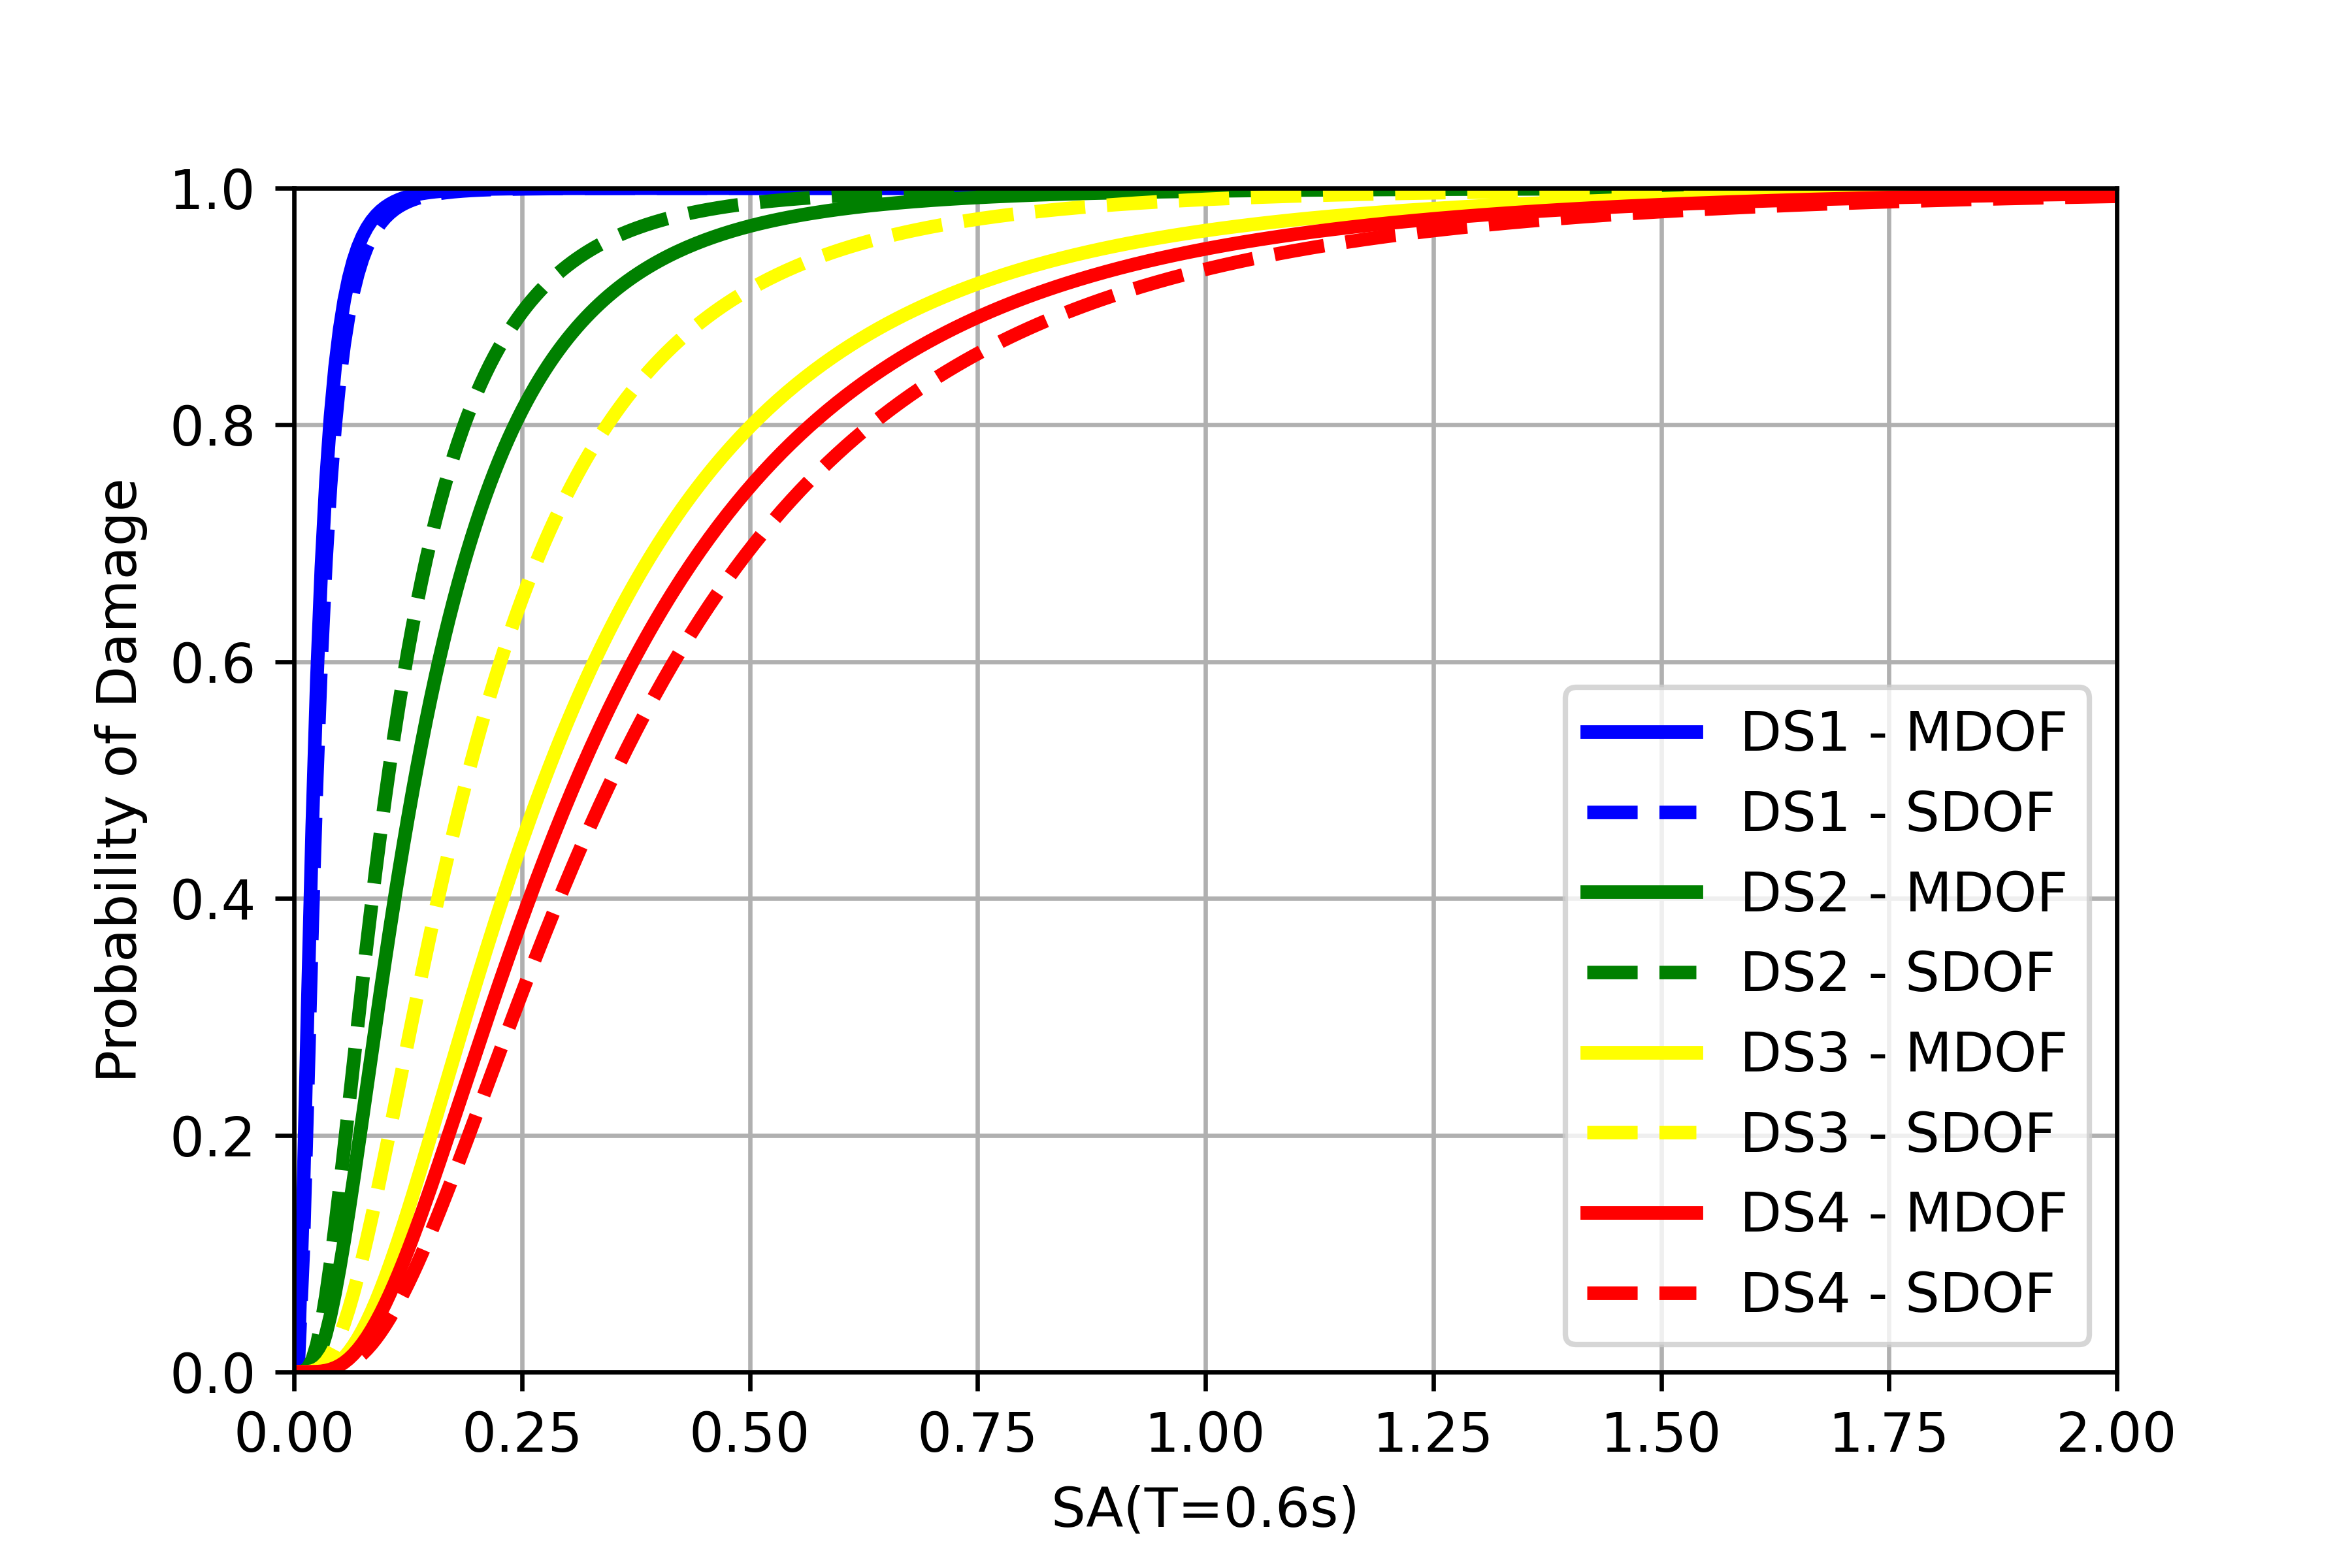 1.0
0.8
0.6
0.4
0.2
0.0
Probability of Damage
0.00 0.25 0.50 0.75 1.00 1.25 1.50 1.75 2.00
SA(T=0.6s)
DS1 - MDOF
DS1 - SDOF
DS2 - MDOF
DS2 - SDOF
DS3 - MDOF
DS3 - SDOF
DS4 - MDOF
DS4 - SDOF